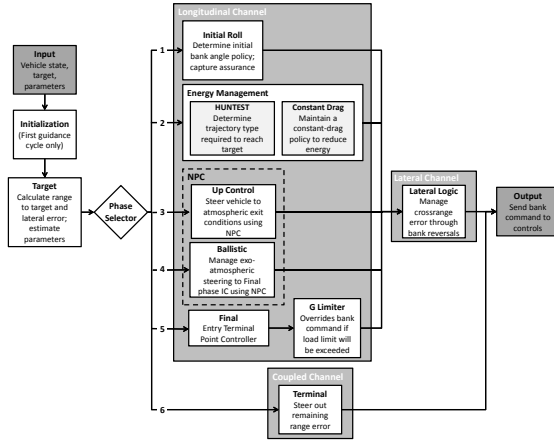 Longitudinal Channel
Input
Vehicle state,
target,
parameters
Initialization
(First guidance
cycle only)
Target
Calculate range
to target and
lateral error;
estimate
parameters
Phase
Selector
1
Initial Roll
Determine initial
bank angle policy;
capture assurance
2
Energy Management
HUNTEST
Determine
trajectory type
required to reach
target
Constant Drag
Maintain a
constant-drag
policy to reduce
energy
NPC
3
Up Control
Steer vehicle to
atmospheric exit
conditions using
NPC
4
Ballistic
Manage exo-
atmospheric
steering to Final
phase IC using NPC
5
Final
Entry Terminal
Point Controller
G Limiter
Overrides bank
command if
load limit will
be exceeded
Lateral Channel
Lateral Logic
Manage
crossrange
error through
bank reversals
Output
Send bank
command to
controls
Coupled Channel
6
Terminal
Steer out
remaining
range error